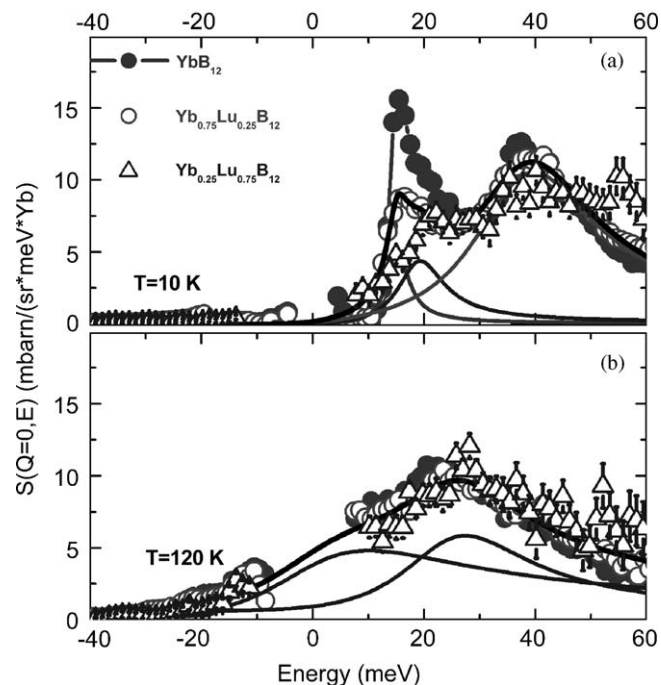 -40 -20 0 20 40 60
YbB12
(a)
Yb0.75Lu0.25B12
Yb0.25Lu0.75B12
15
10
5
0
T=10 K
S(Q=0,E) (mbarn/(sr*meV*Yb)
(b)
15
10
5
0
T=120 K
-40 -20 0 20 40 60
Energy (meV)